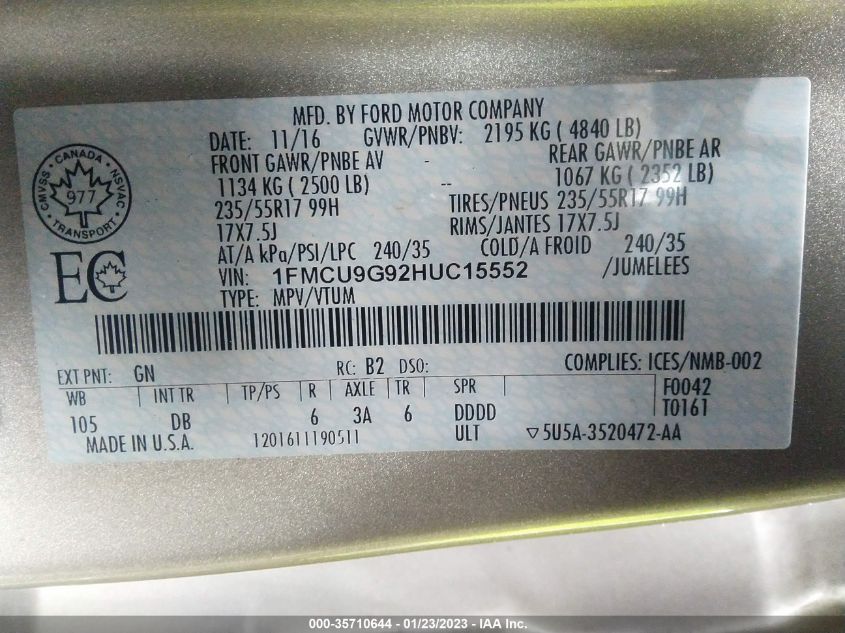 MFD. BY FORD MOTOR COMPANY
DATE: 11/16 GVWR/PNBV: 2195 KG ( 4840 LB)
FRONT GAWR/PNBE AV - REAR GAWR/PNBE AR
1134 KG ( 2500 LB) -- 1067 KG ( 2352 LB)
235/55R17 99H TIRES/PNEUS 235/55R17 99H
17X7.5J RIMS/JANTES 17X7.5J
AT/A kPa/PSI/LPC 240/35 COLD/A FROID 240/35
VIN: 1FMCU9G92HUC15552 /JUMELEES
TYPE: MPV/VTUM
CANADA
CMVSS NSVAC
977
TRANSPORT
EC
EXT PNT: GN RC: B2 DSO: COMPLIES: ICES/NMB-002
WB INT TR TP/PS R AXLE TR SPR F0042
105 DB 6 3A 6 DDDD T0161
MADE IN U.S.A. 1201611190511 ULT ▽5U5A-3520472-AA
000-35710644 - 01/23/2023 - IAA Inc.